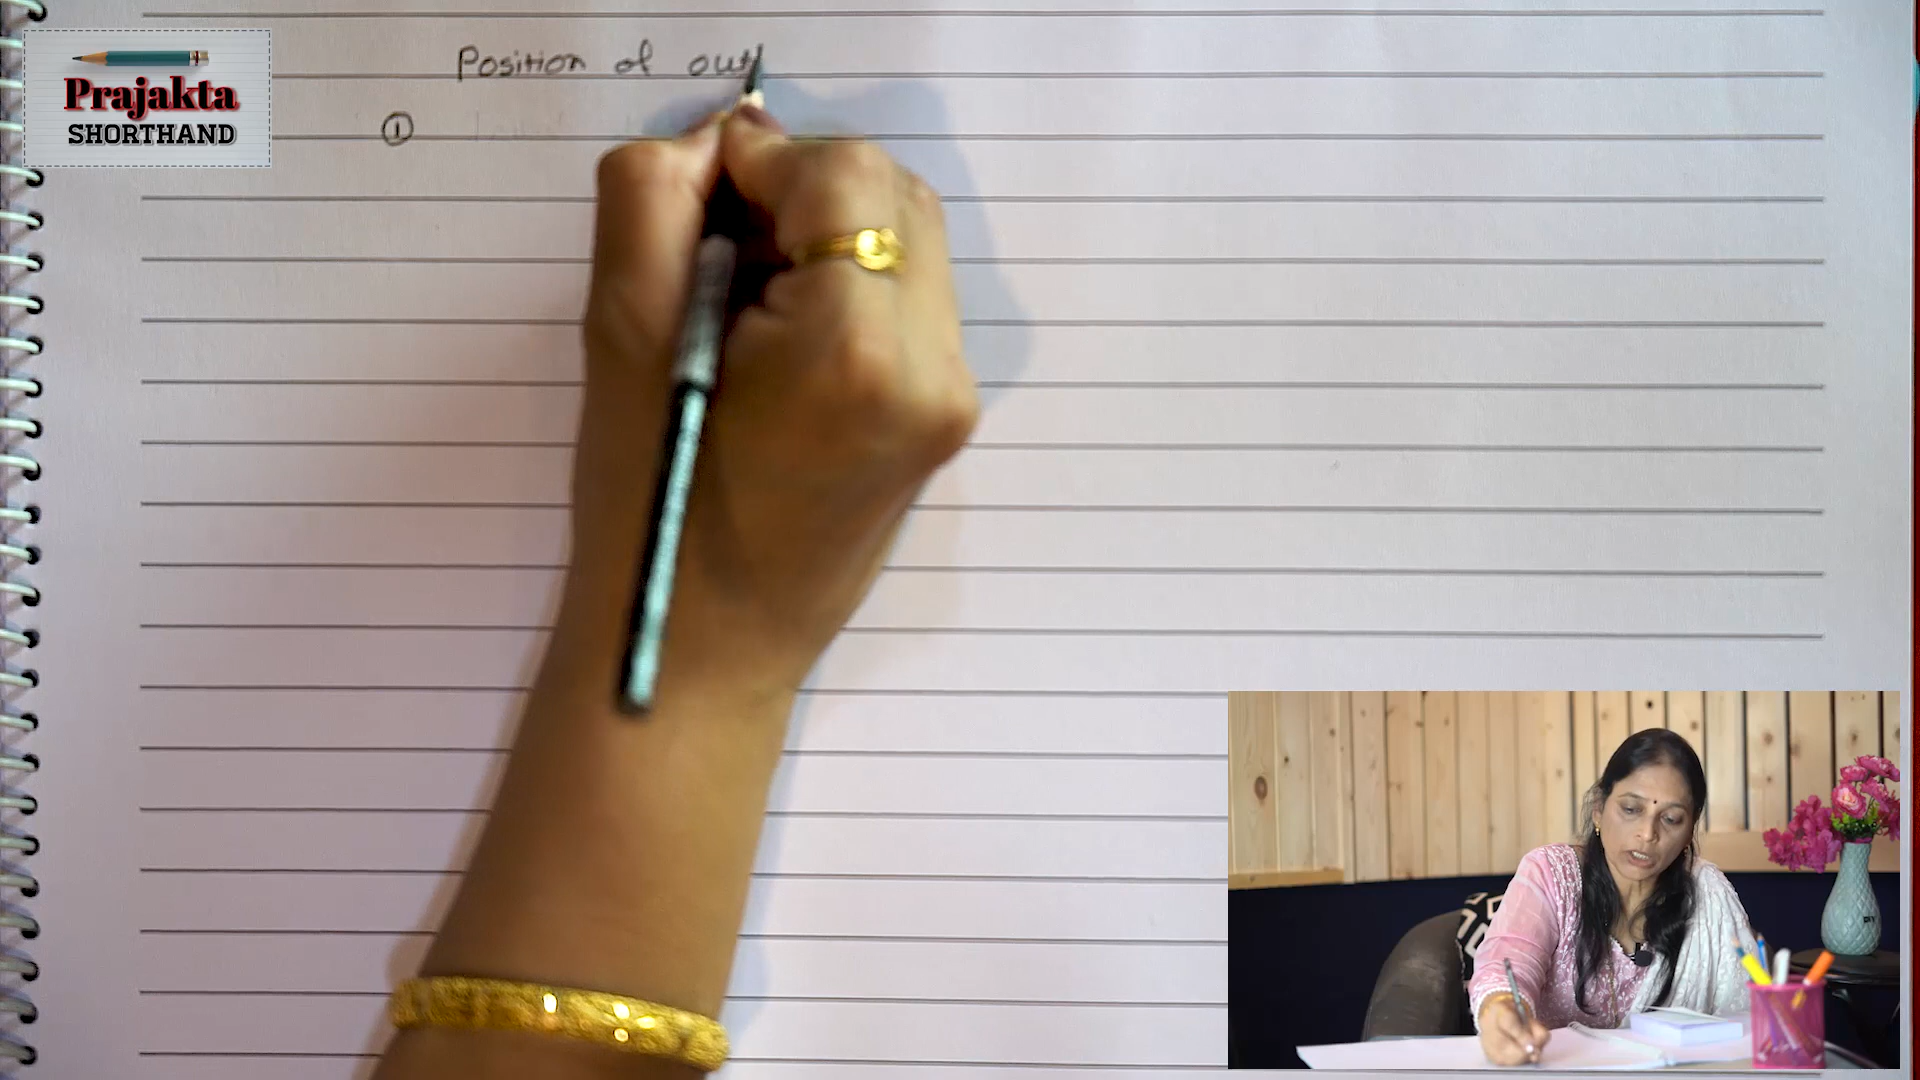 Prajakta
SHORTHAND
Position of out
①